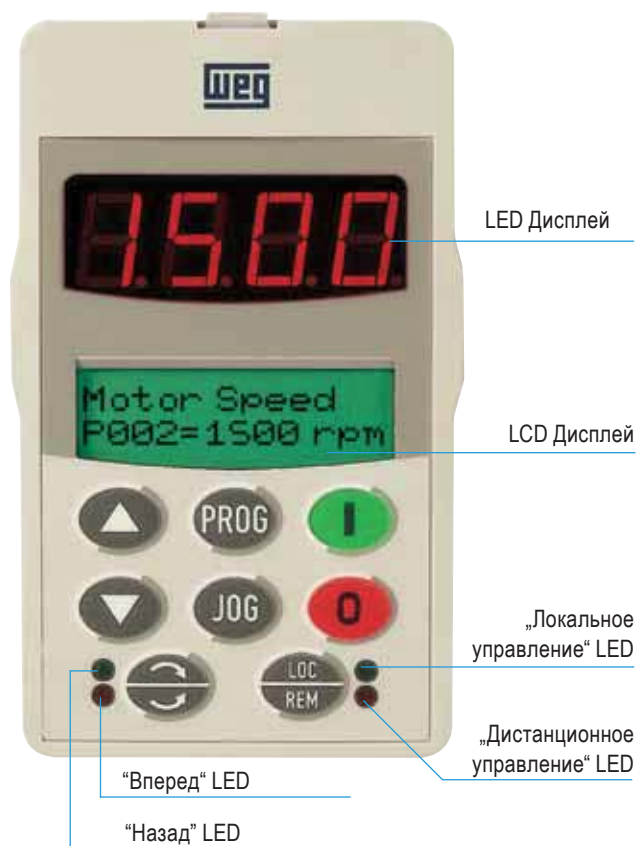 weg
1500
LED Дисплей
Motor Speed
P002=1500 rpm
LCD Дисплей
PROG
I
JOG
0
„Локальное
управление“ LED
LOC
REM
„Дистанционное
управление“ LED
“Вперед“ LED
“Назад” LED